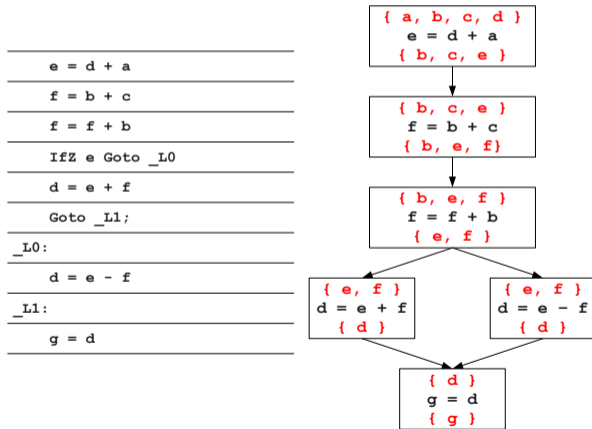 e = d + a
f = b + c
f = f + b
IfZ e Goto _L0
d = e + f
Goto _L1;
_L0:
d = e - f
_L1:
g = d
{ a, b, c, d }
e = d + a
{ b, c, e }
{ b, c, e }
f = b + c
{ b, e, f}
{ b, e, f }
f = f + b
{ e, f }
{ e, f }
d = e + f
{ d }
{ e, f }
d = e - f
{ d }
{ d }
g = d
{ g }